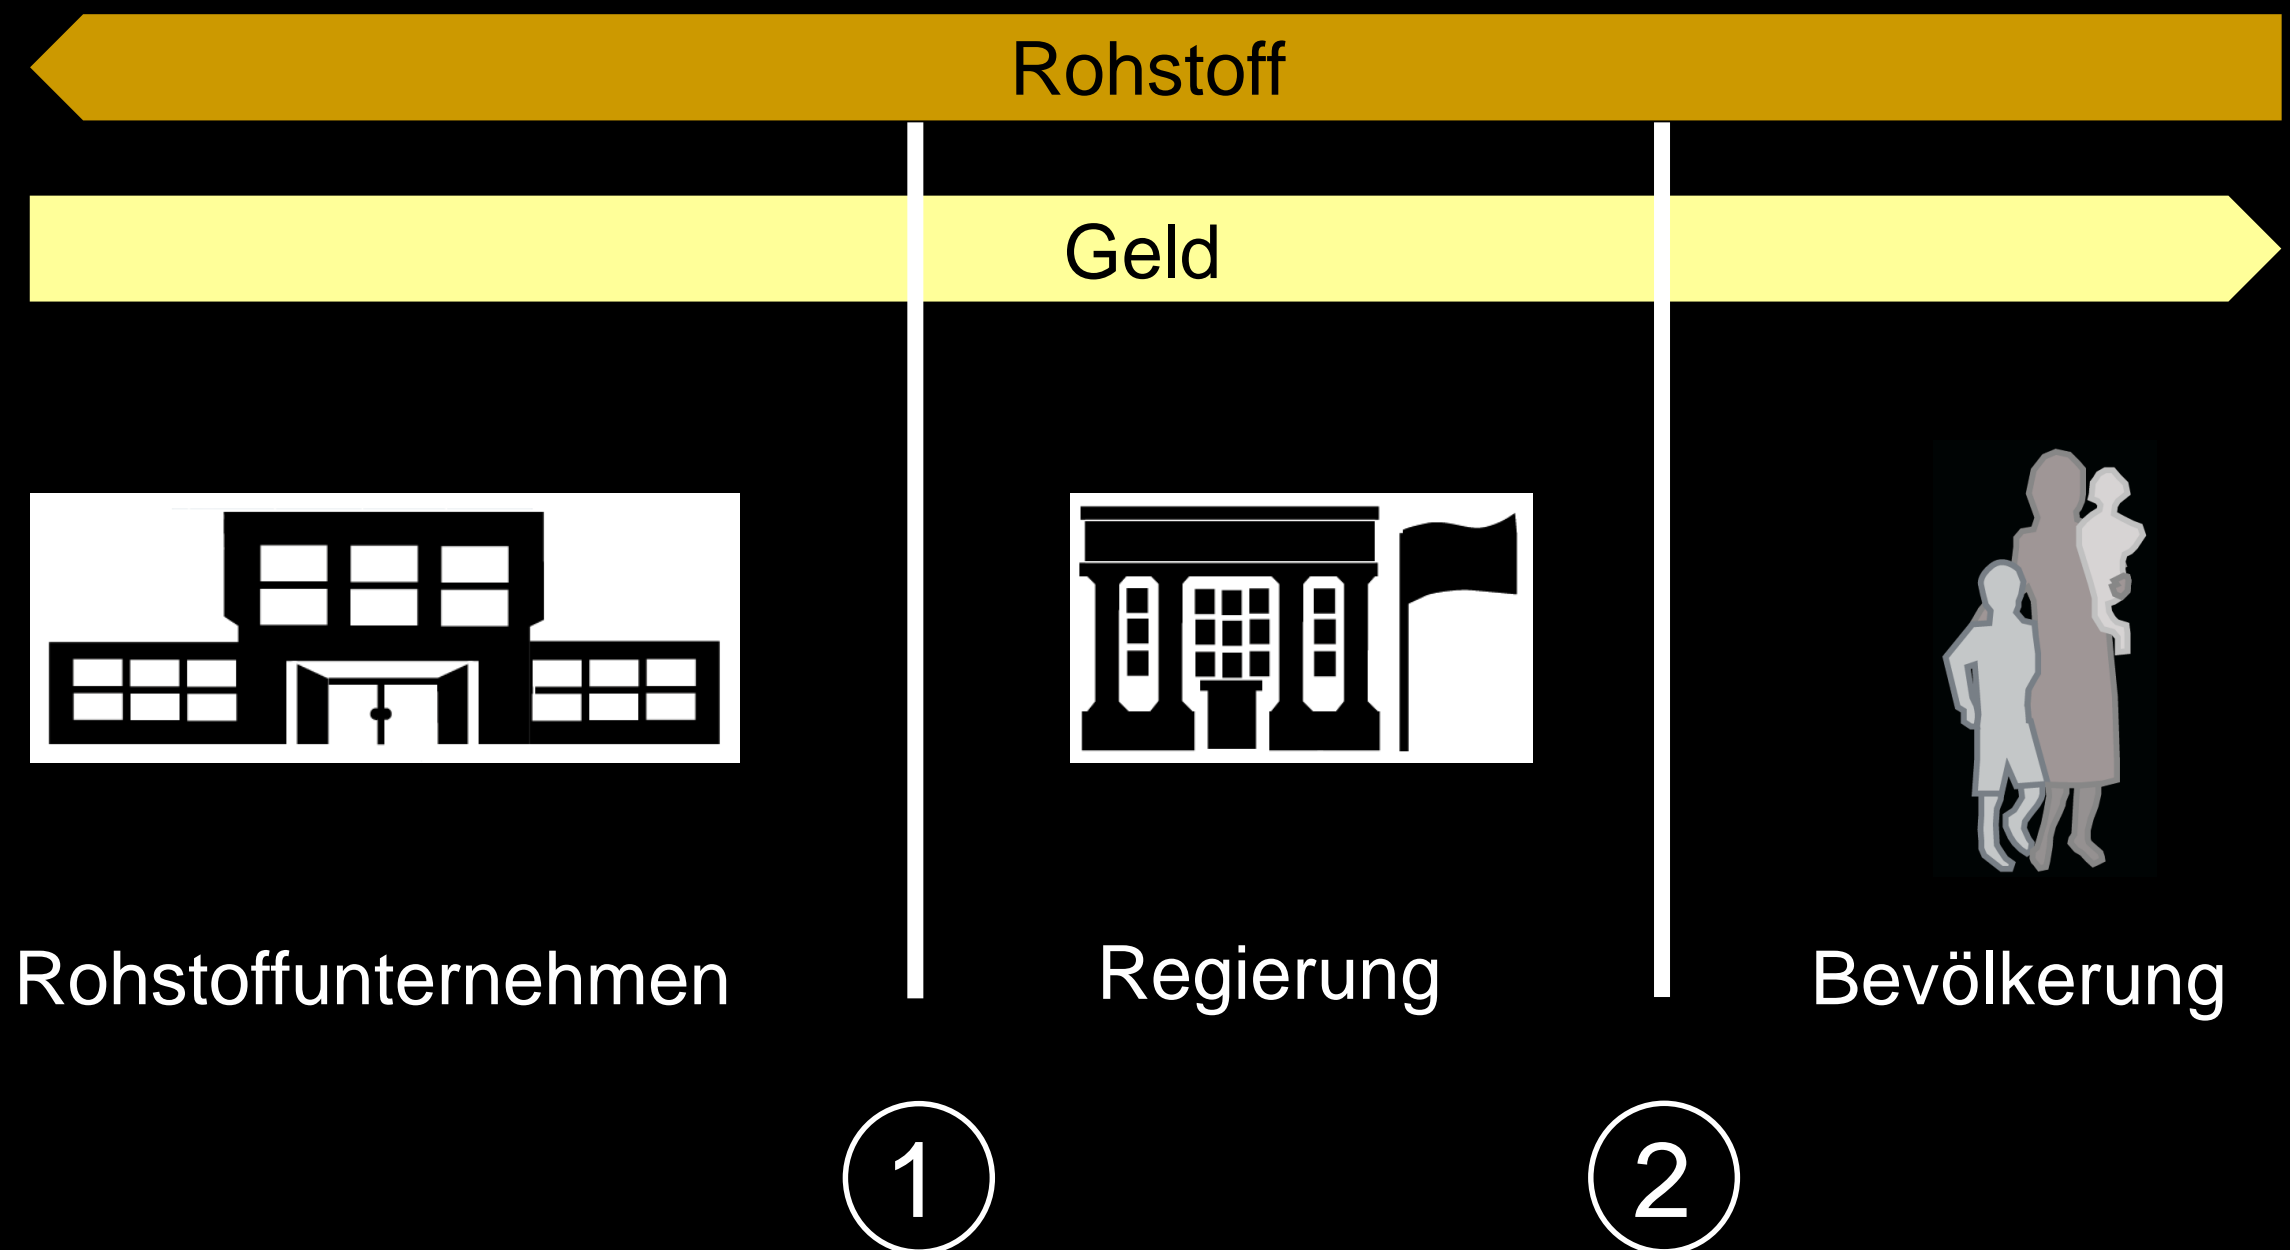 Rohstoff
Geld
Rohstoffunternehmen
Regierung
Bevölkerung
1
2